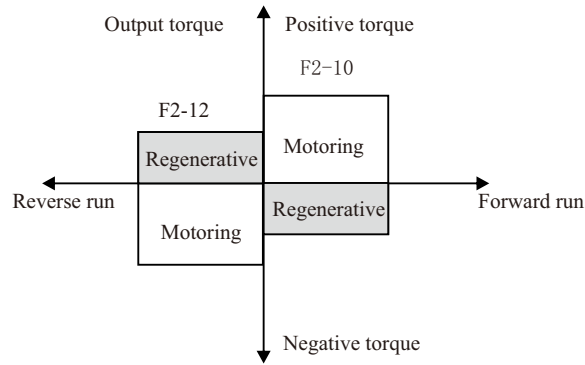 Output torque
Positive torque
F2-10
F2-12
Motoring
Regenerative
Reverse run
Regenerative
Forward run
Motoring
Negative torque